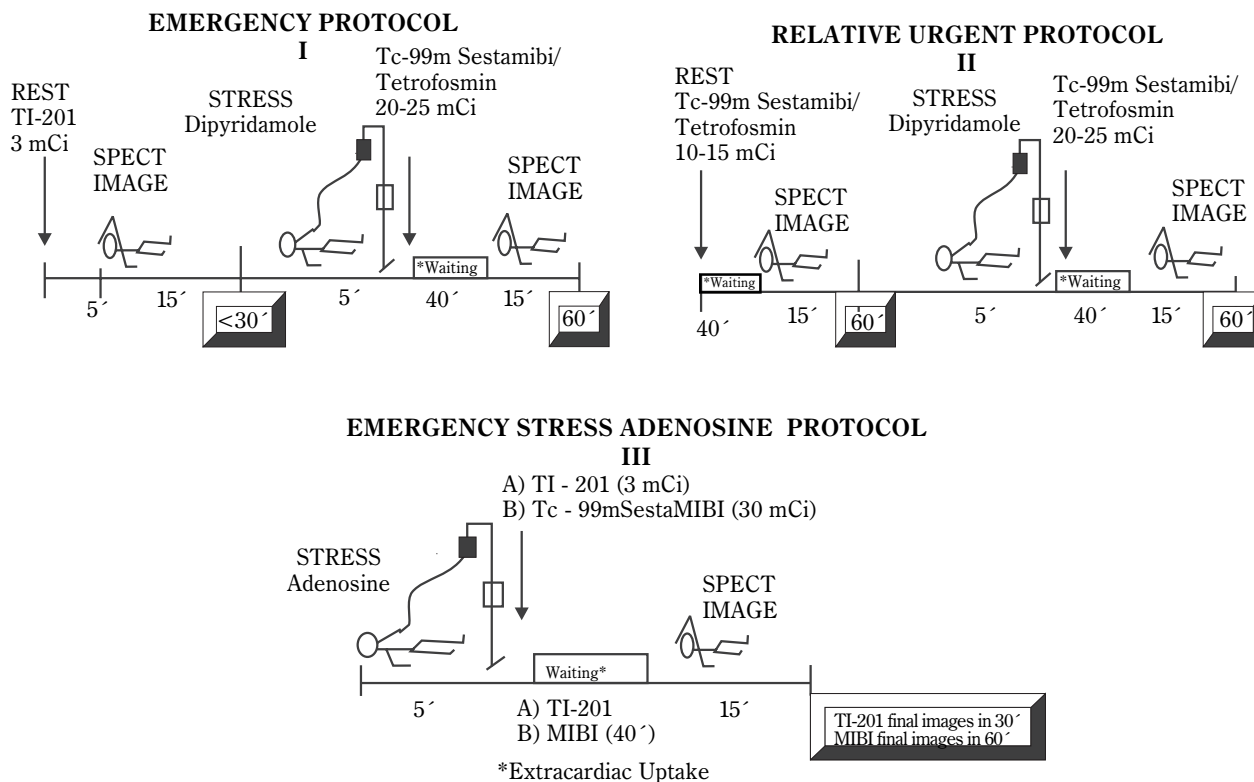 EMERGENCY PROTOCOL
I
REST
TI-201
3 mCi
STRESS
Dipyridamole
Tc-99m Sestamibi/
Tetrofosmin
20-25 mCi
SPECT
IMAGE
SPECT
IMAGE
*Waiting
5´
15´
<30´
5´
40´
15´
60´
RELATIVE URGENT PROTOCOL
II
REST
Tc-99m Sestamibi/
Tetrofosmin
10-15 mCi
STRESS
Dipyridamole
Tc-99m Sestamibi/
Tetrofosmin
20-25 mCi
SPECT
IMAGE
SPECT
IMAGE
*Waiting
*Waiting
40´
15´
60´
5´
40´
15´
60´
EMERGENCY STRESS ADENOSINE PROTOCOL
III
A) TI - 201 (3 mCi)
B) Tc - 99mSestaMIBI (30 mCi)
STRESS
Adenosine
SPECT
IMAGE
Waiting*
5´
A) TI-201
B) MIBI (40´)
15´
TI-201 final images in 30´
MIBI final images in 60´
*Extracardiac Uptake